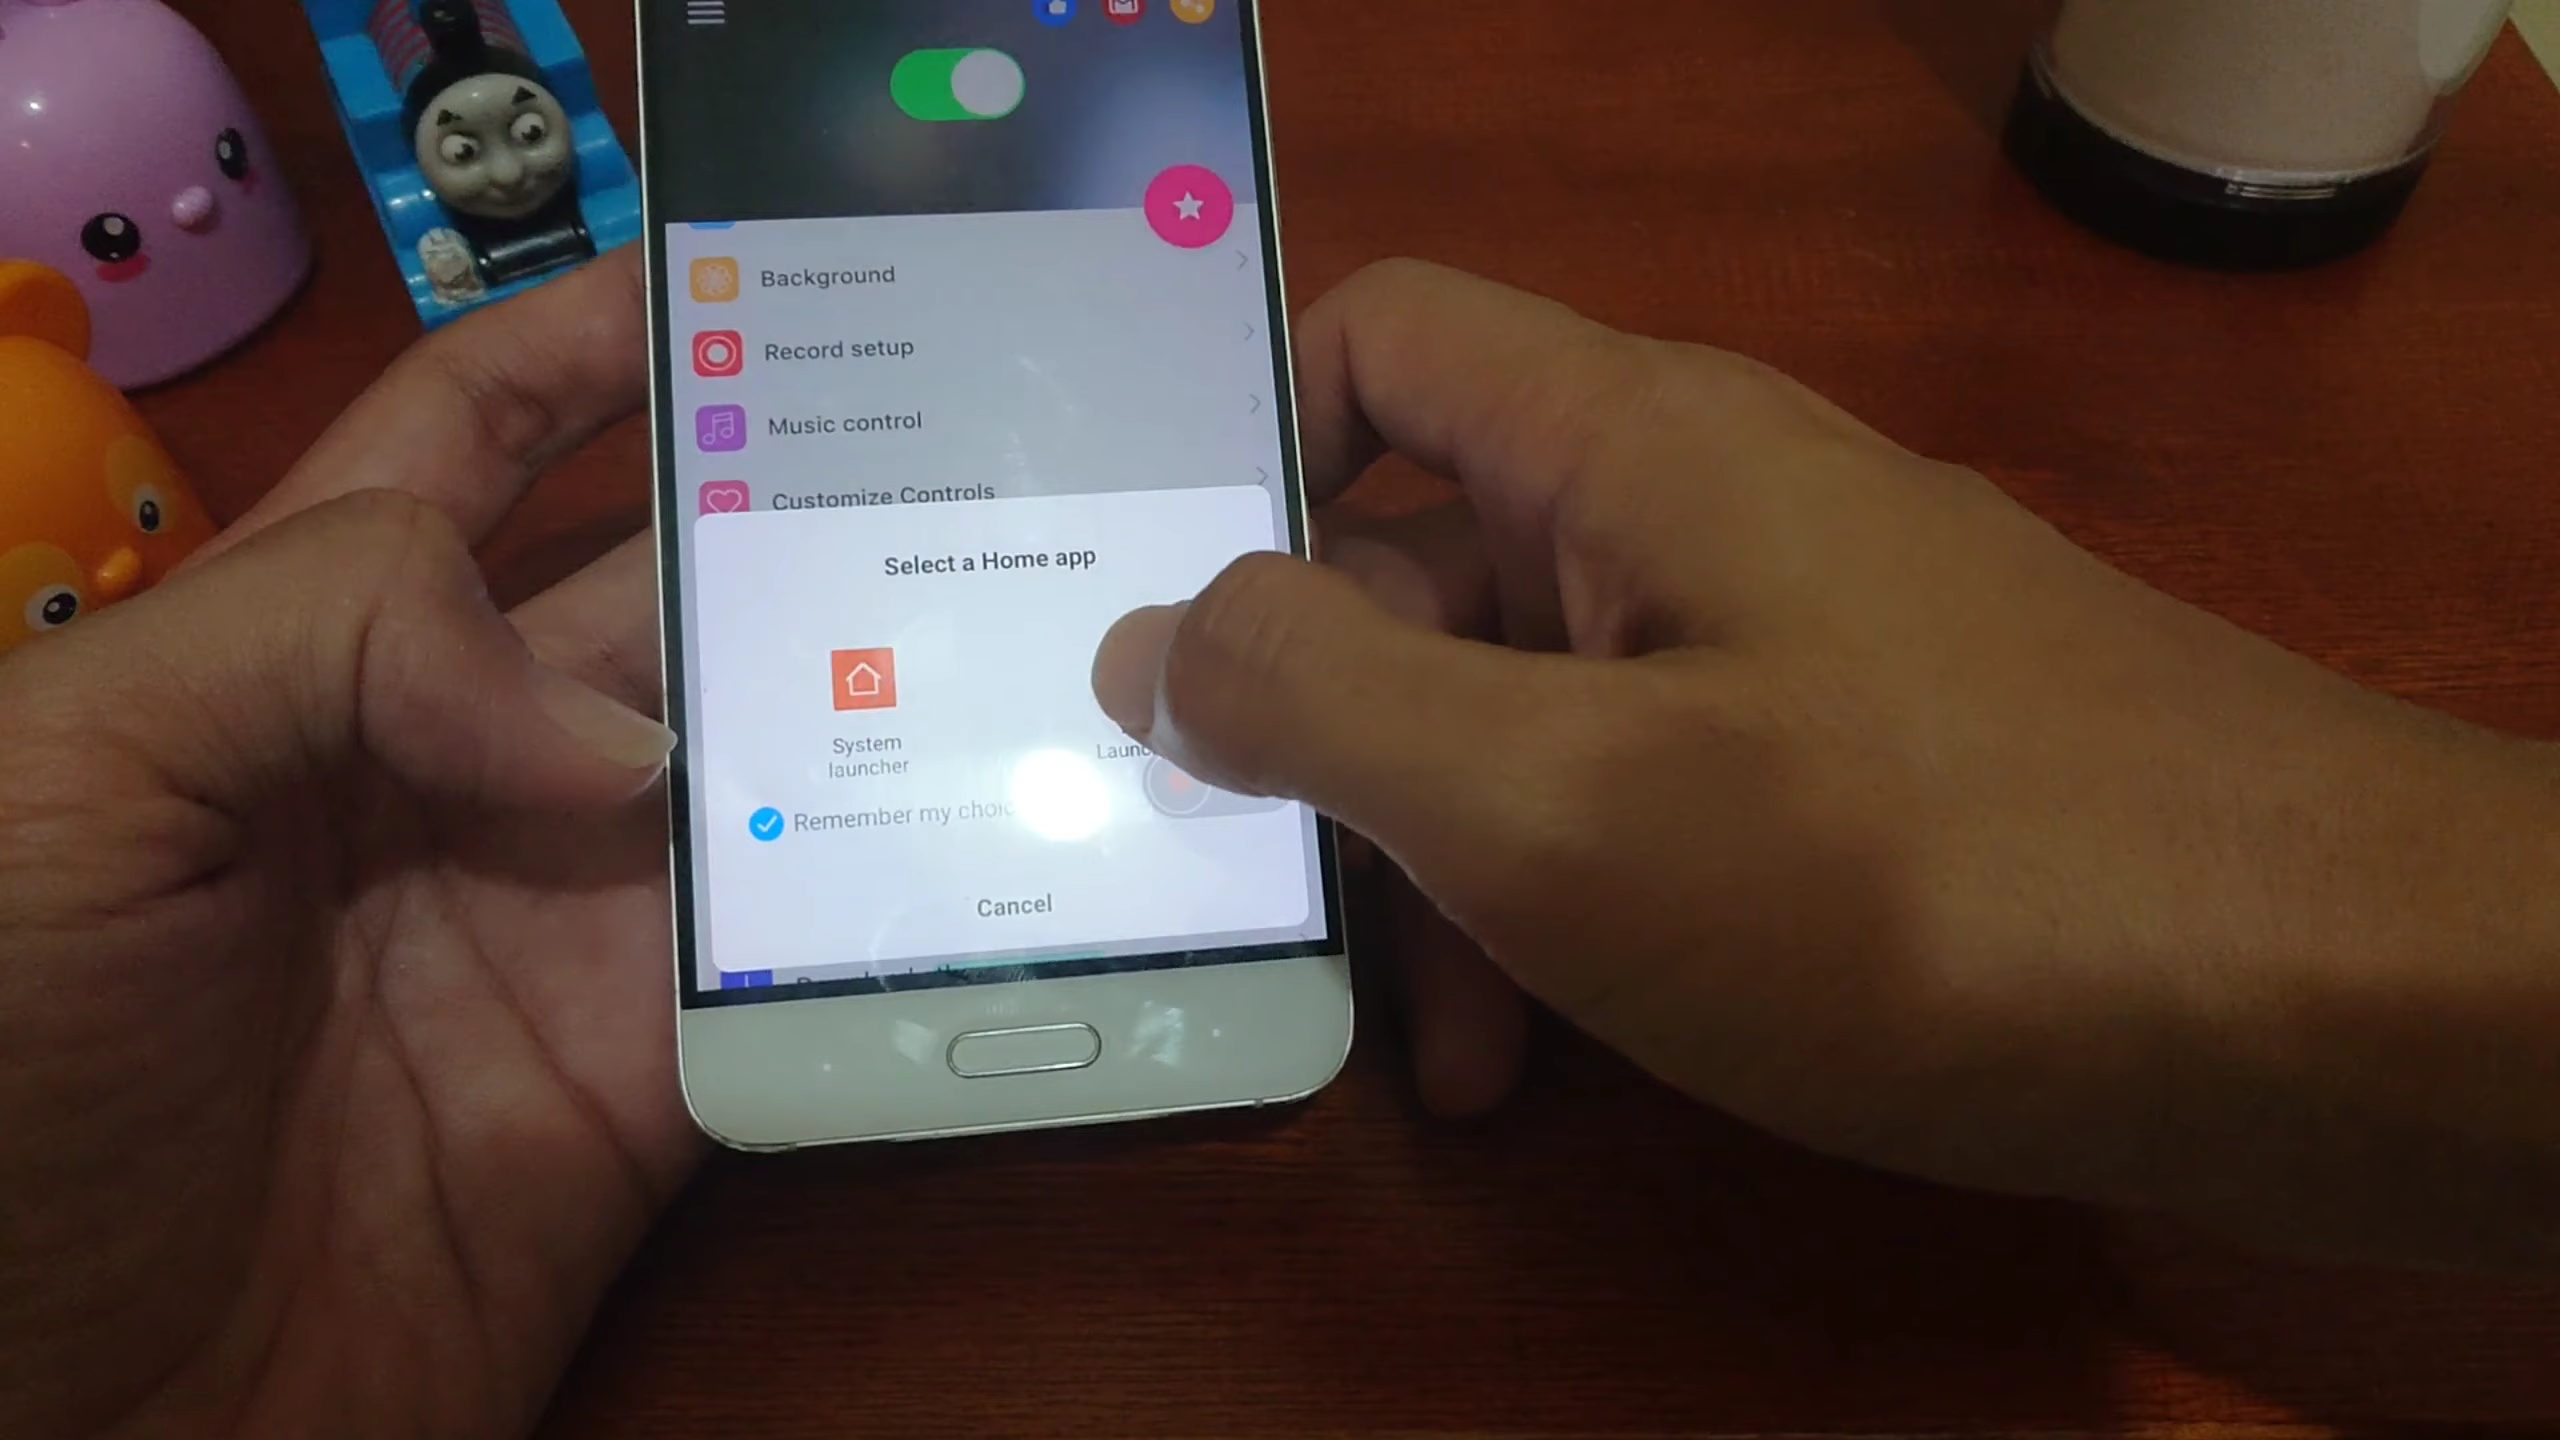 Background
Record setup
Music control
Customize Controls
Select a Home app
System
launcher
Remember my
Cancel